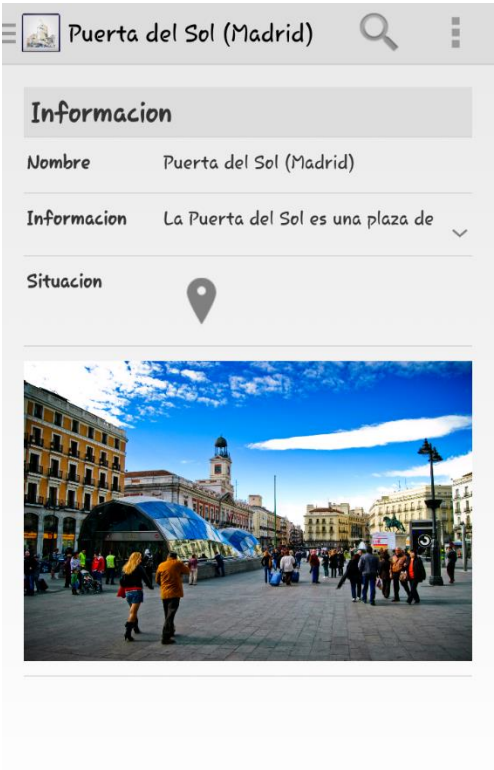 Puerta del Sol (Madrid)
Informacion
Nombre Puerta del Sol (Madrid)
Informacion La Puerta del Sol es una plaza de
Situacion